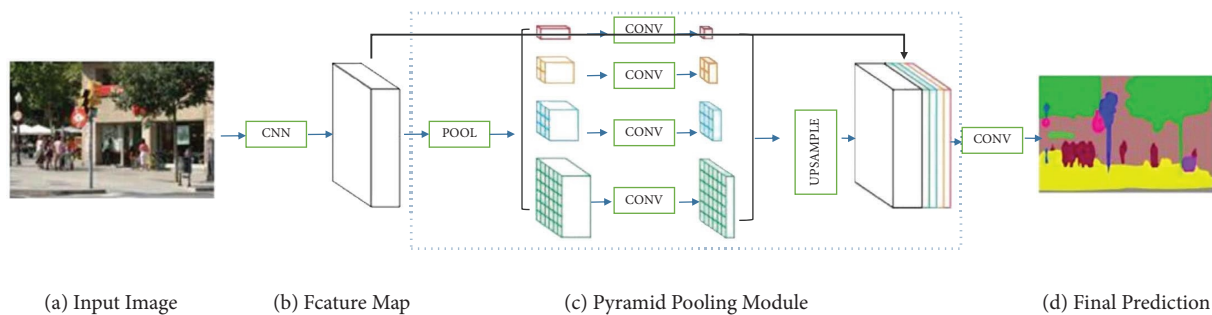 CNN
POOL
CONV
CONV
CONV
CONV
UPSAMPLE
CONV
(a) Input Image
(b) Fcature Map
(c) Pyramid Pooling Module
(d) Final Prediction